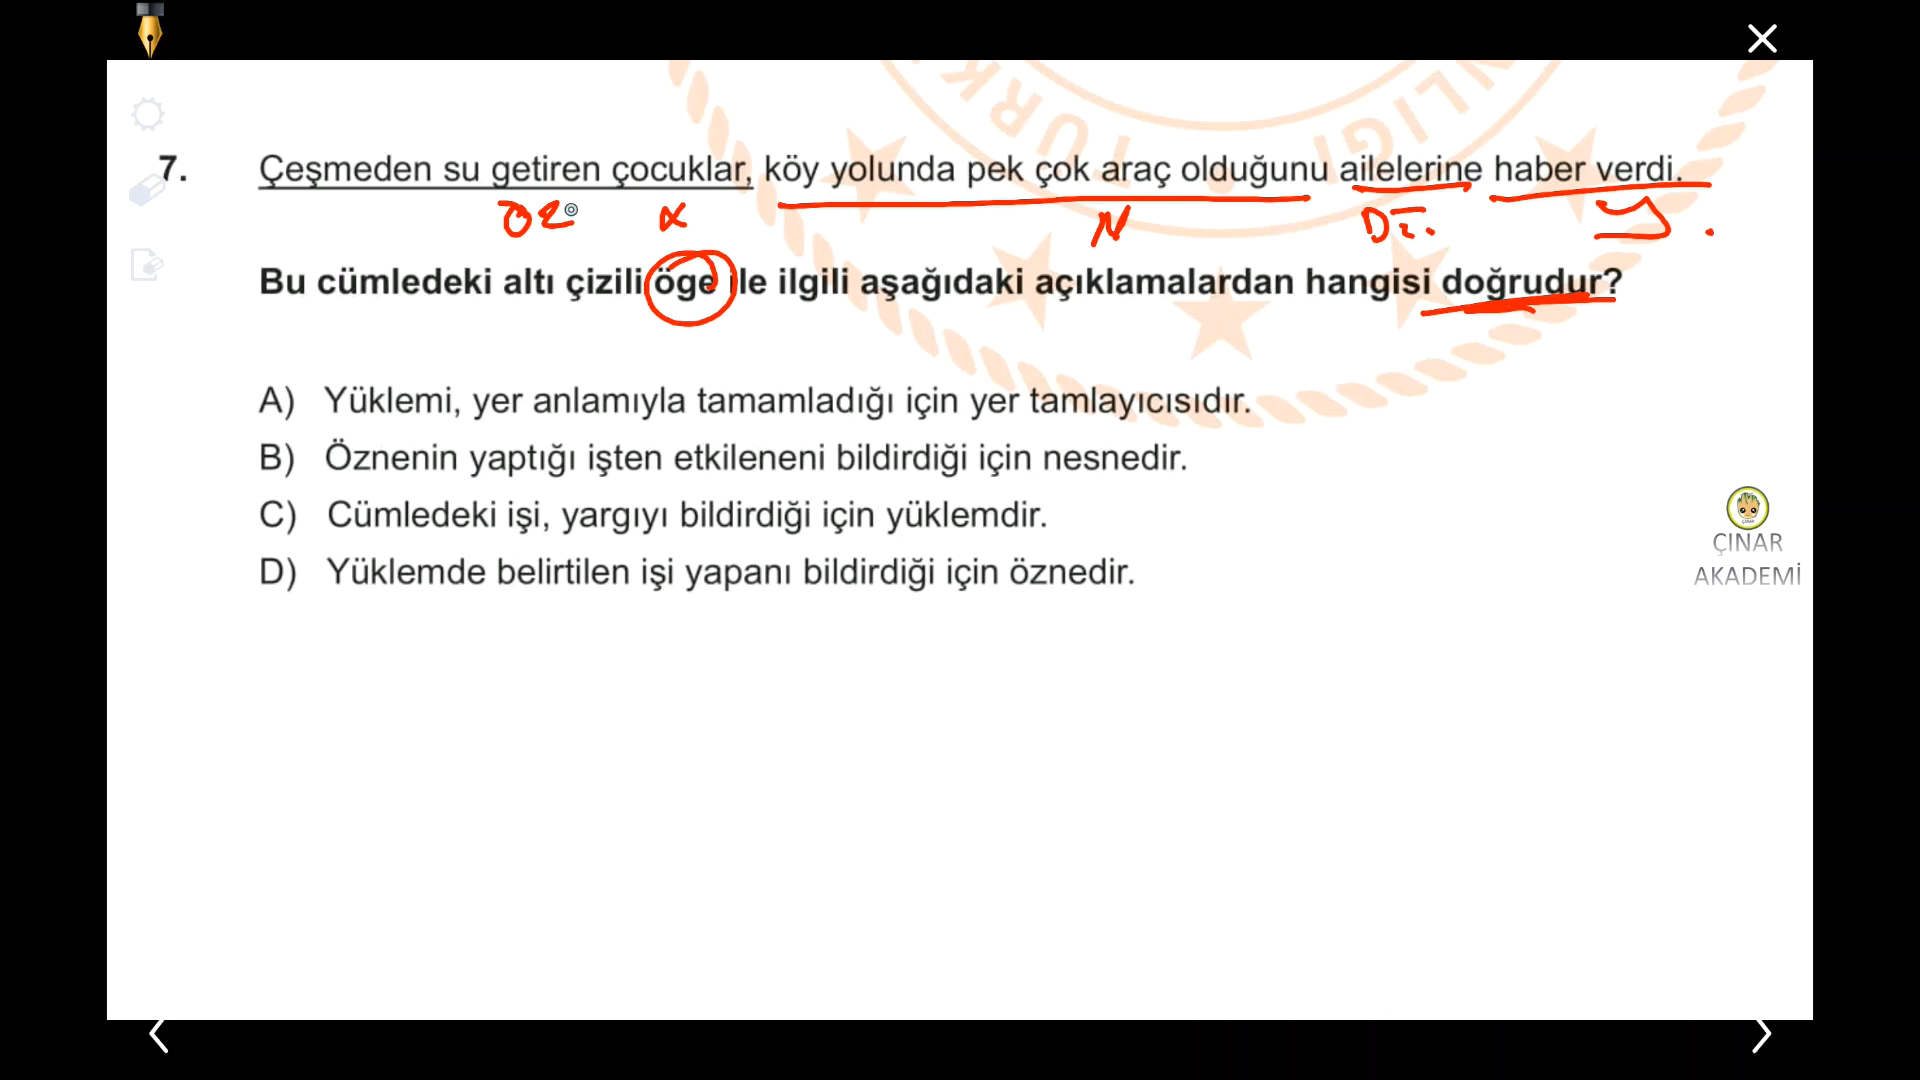 7. Çeşmeden su getiren çocuklar, köy yolunda pek çok araç olduğunu ailelerine haber verdi.
ÖZ N DT. Y.
Bu cümledeki altı çizili öge ile ilgili aşağıdaki açıklamalardan hangisi doğrudur?
A) Yüklemi, yer anlamıyla tamamladığı için yer tamlayıcısıdır.
B) Öznenin yaptığı işten etkileneni bildirdiği için nesnedir.
C) Cümledeki işi, yargıyı bildirdiği için yüklemdir.
D) Yüklemde belirtilen işi yapanı bildirdiği için öznedir.
ÇINAR
AKADEMİ